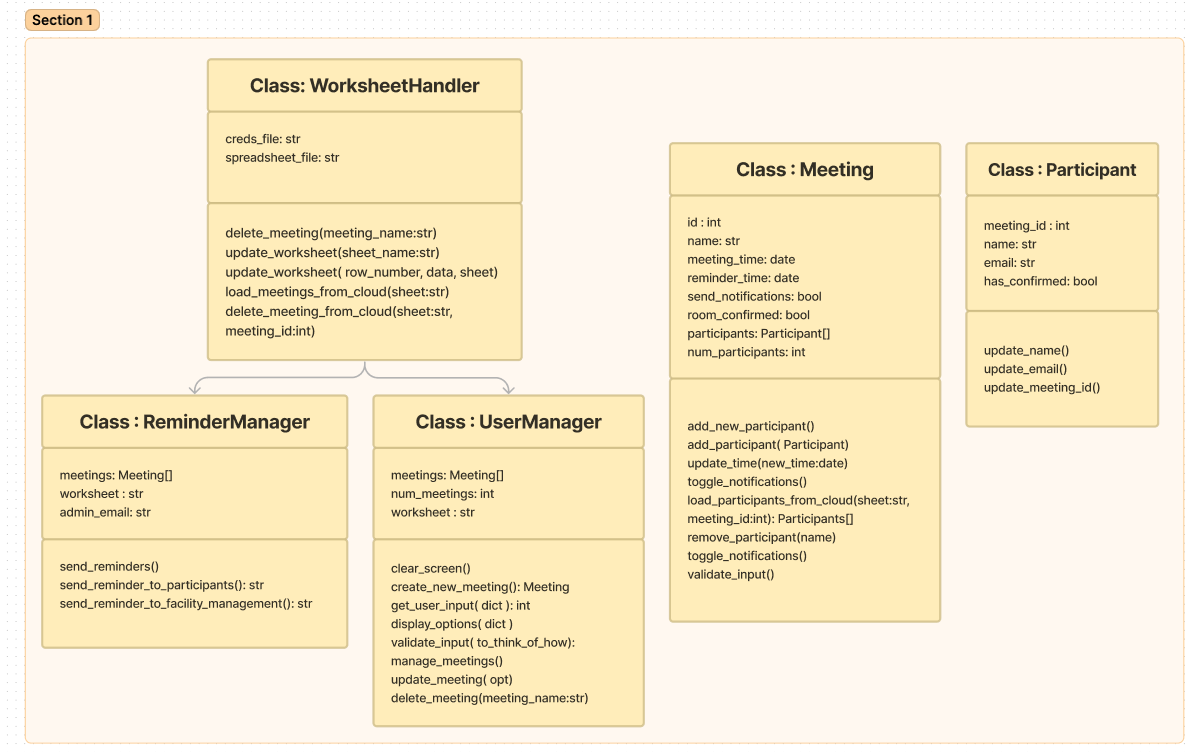 Section 1
Class: WorksheetHandler
creds_file: str
spreadsheet_file: str
delete_meeting(meeting_name:str)
update_worksheet(sheet_name:str)
update_worksheet( row_number, data, sheet)
load_meetings_from_cloud(sheet:str)
delete_meeting_from_cloud(sheet:str,
meeting_id:int)
Class : ReminderManager
meetings: Meeting[]
worksheet : str
admin_email: str
send_reminders()
send_reminder_to_participants(): str
send_reminder_to_facility_management(): str
Class : UserManager
meetings: Meeting[]
num_meetings: int
worksheet : str
clear_screen()
create_new_meeting(): Meeting
get_user_input( dict ): int
display_options( dict )
validate_input( to_think_of_how):
manage_meetings()
update_meeting( opt)
delete_meeting(meeting_name:str)
Class : Meeting
id : int
name: str
meeting_time: date
reminder_time: date
send_notifications: bool
room_confirmed: bool
participants: Participant[]
num_participants: int
add_new_participant()
add_participant( Participant)
update_time(new_time:date)
toggle_notifications()
load_participants_from_cloud(sheet:str,
meeting_id:int): Participants[]
remove_participant(name)
toggle_notifications()
validate_input()
Class : Participant
meeting_id : int
name: str
email: str
has_confirmed: bool
update_name()
update_email()
update_meeting_id()